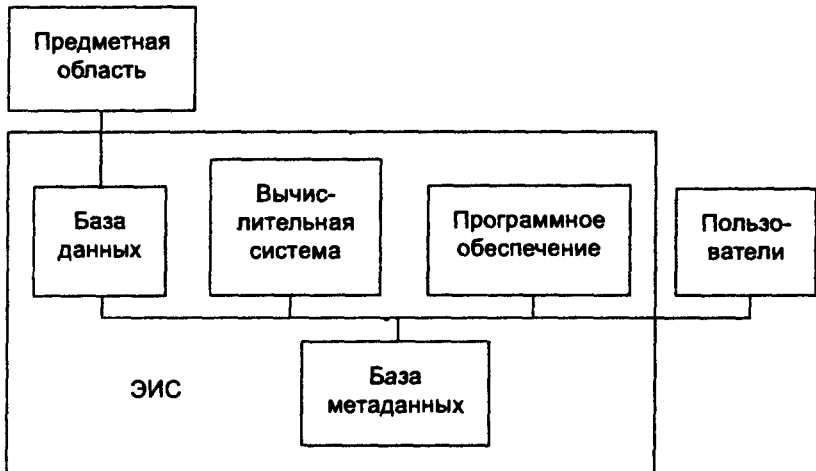 Предметная
область
База
данных
Вычис-
лительная
система
Программное
обеспечение
Пользо-
ватели
ЭИС
База
метаданных